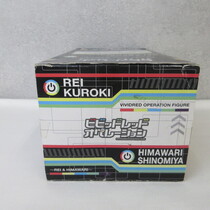 REI
KUROKI
VIVIDRED OPERATION FIGURE
ビビッドレッド
オペレーション
REI & HIMAWARI
HIMAWARI
SHINOMIYA